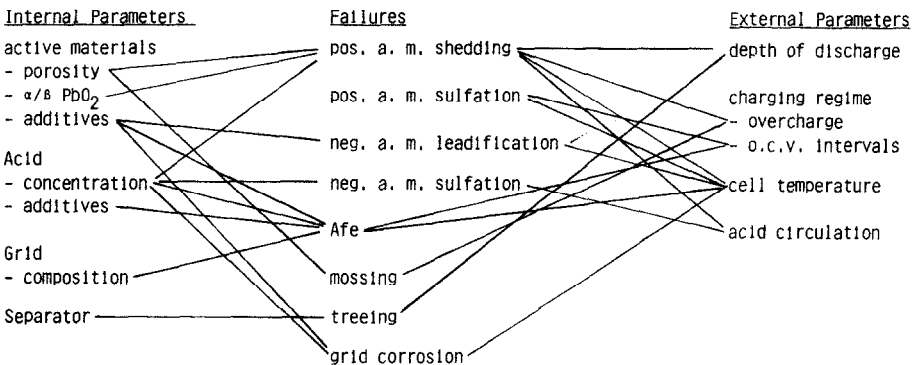 Internal Parameters
active materials
- porosity
- α/ß PbO2
- additives
Acid
- concentration
- additives
Grid
- composition
Separator
Failures
pos. a. m. shedding
pos. a. m. sulfation
neg. a. m. leadification
neg. a. m. sulfation
Afe
mossing
treeing
grid corrosion
External Parameters
depth of discharge
charging regime
- overcharge
- o.c.v. intervals
cell temperature
acid circulation